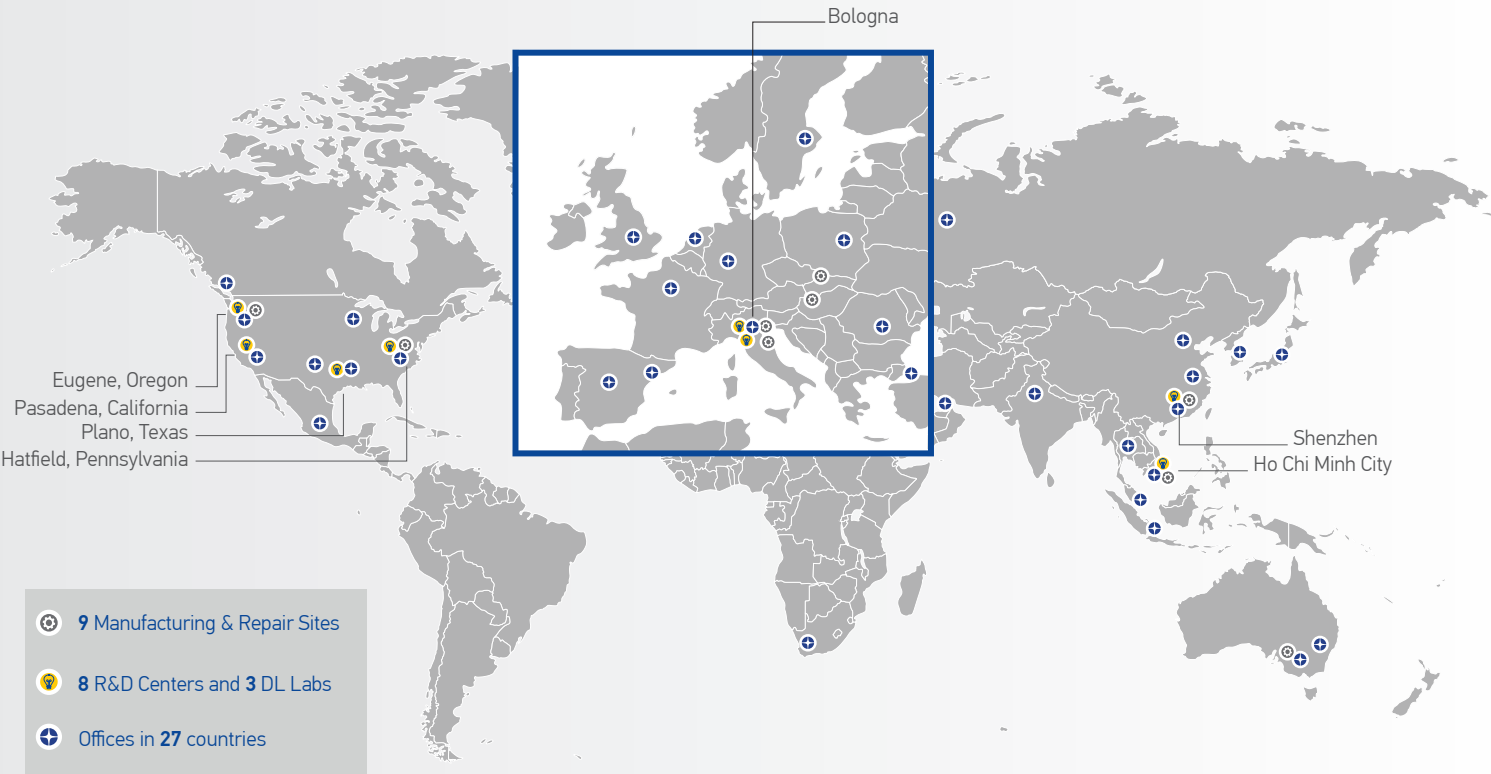 Bologna
Eugene, Oregon
Pasadena, California
Plano, Texas
Hatfield, Pennsylvania
Shenzhen
Ho Chi Minh City
9 Manufacturing & Repair Sites
8 R&D Centers and 3 DL Labs
Offices in 27 countries